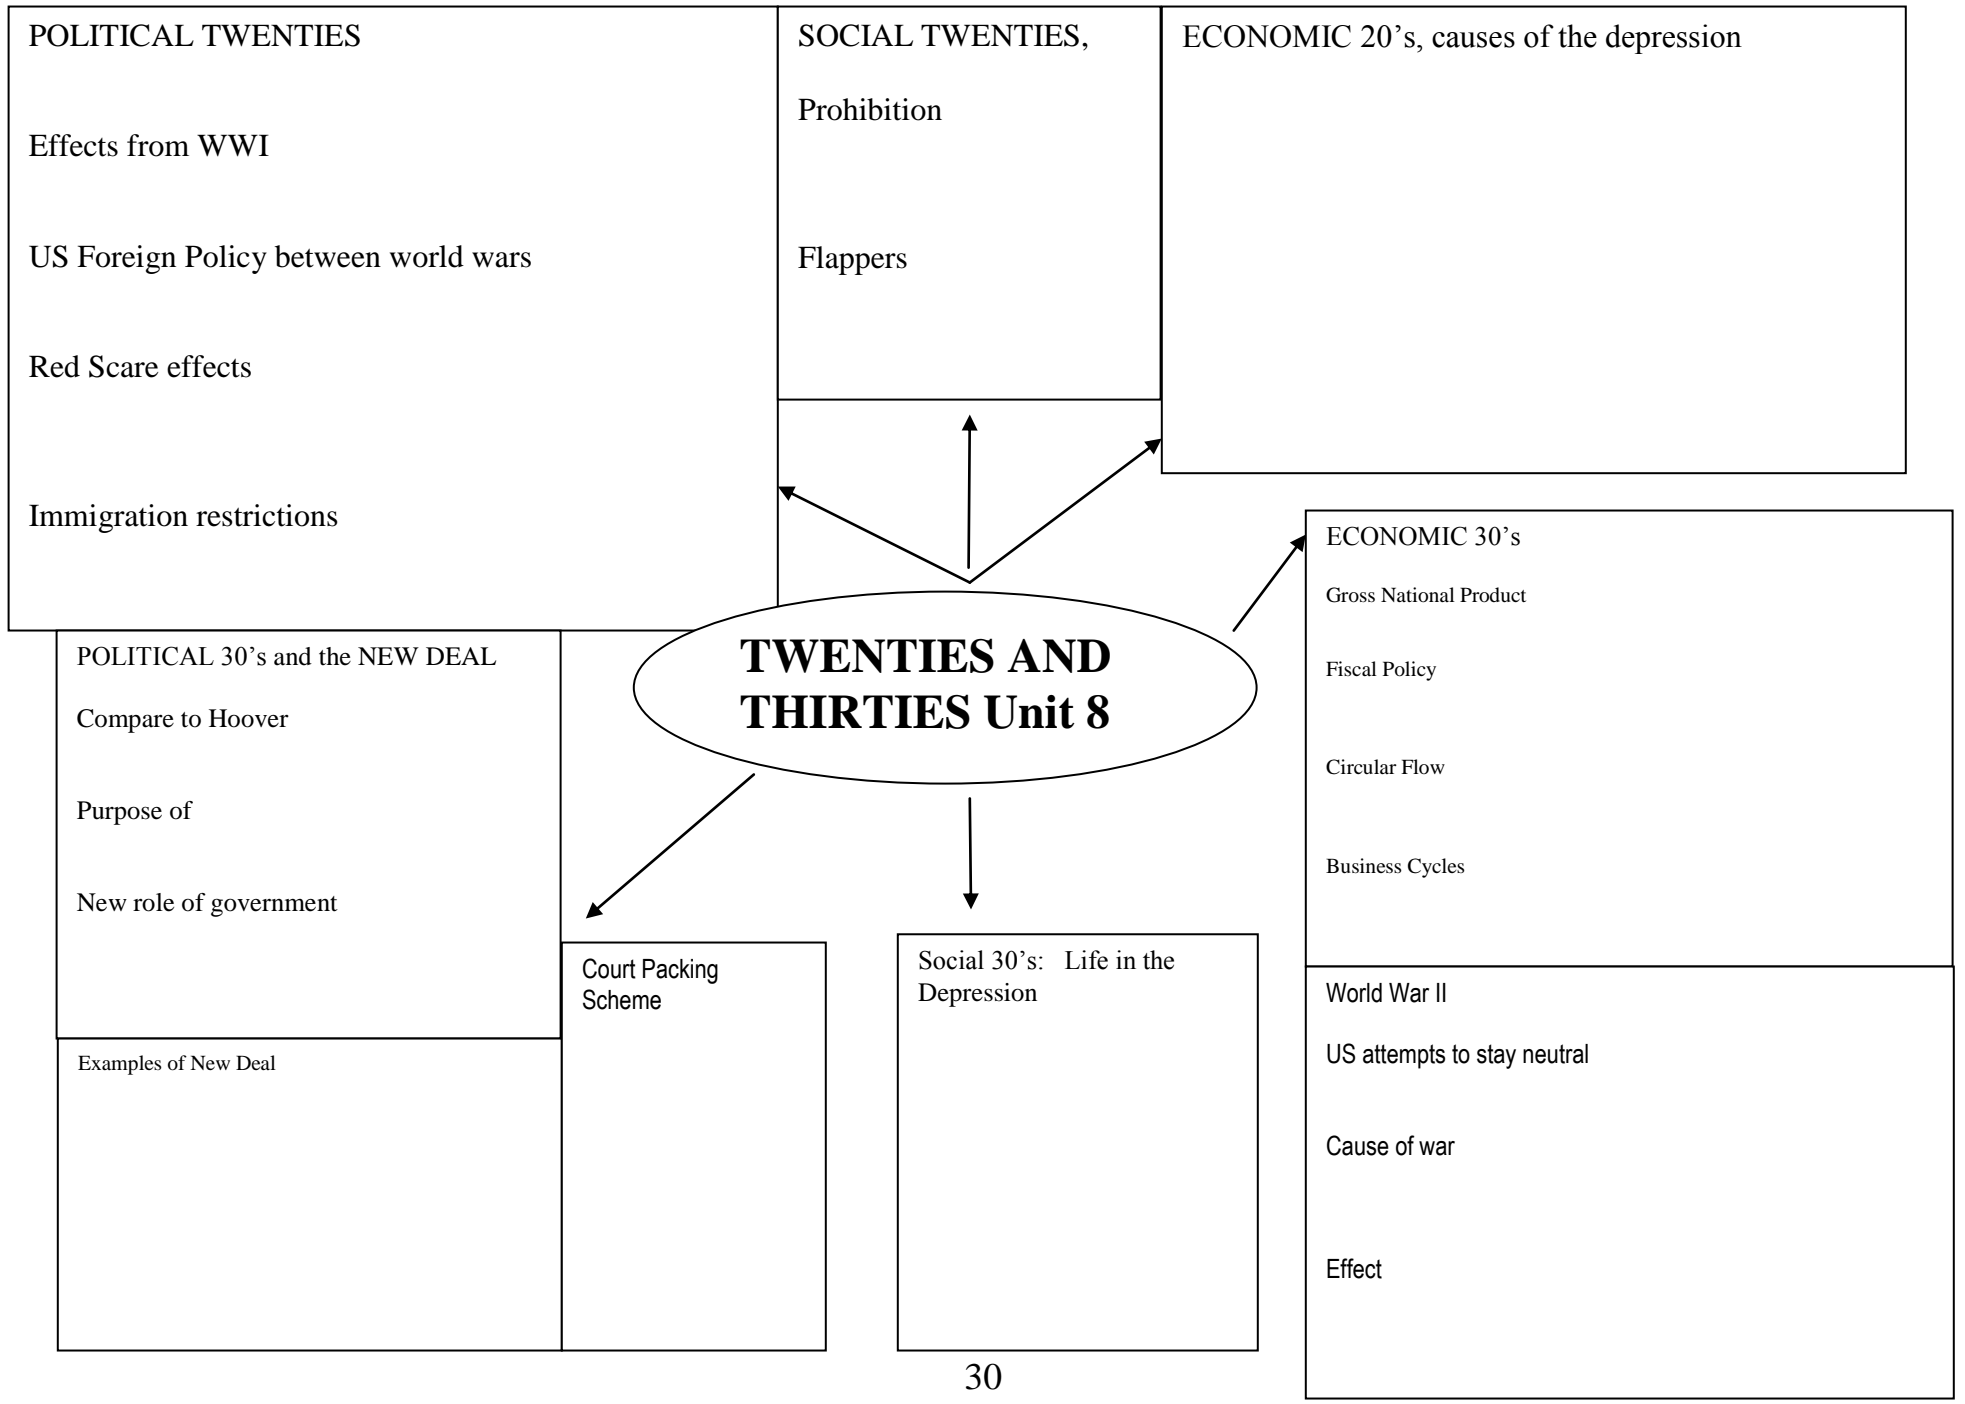 POLITICAL TWENTIES
Effects from WWI
US Foreign Policy between world wars
Red Scare effects
Immigration restrictions
SOCIAL TWENTIES,
Prohibition
Flappers
ECONOMIC 20’s, causes of the depression
TWENTIES AND
THIRTIES Unit 8
ECONOMIC 30’s
Gross National Product
Fiscal Policy
Circular Flow
Business Cycles
POLITICAL 30’s and the NEW DEAL
Compare to Hoover
Purpose of
New role of government
Examples of New Deal
Court Packing
Scheme
Social 30’s:   Life in the
Depression
World War II
US attempts to stay neutral
Cause of war
Effect
30